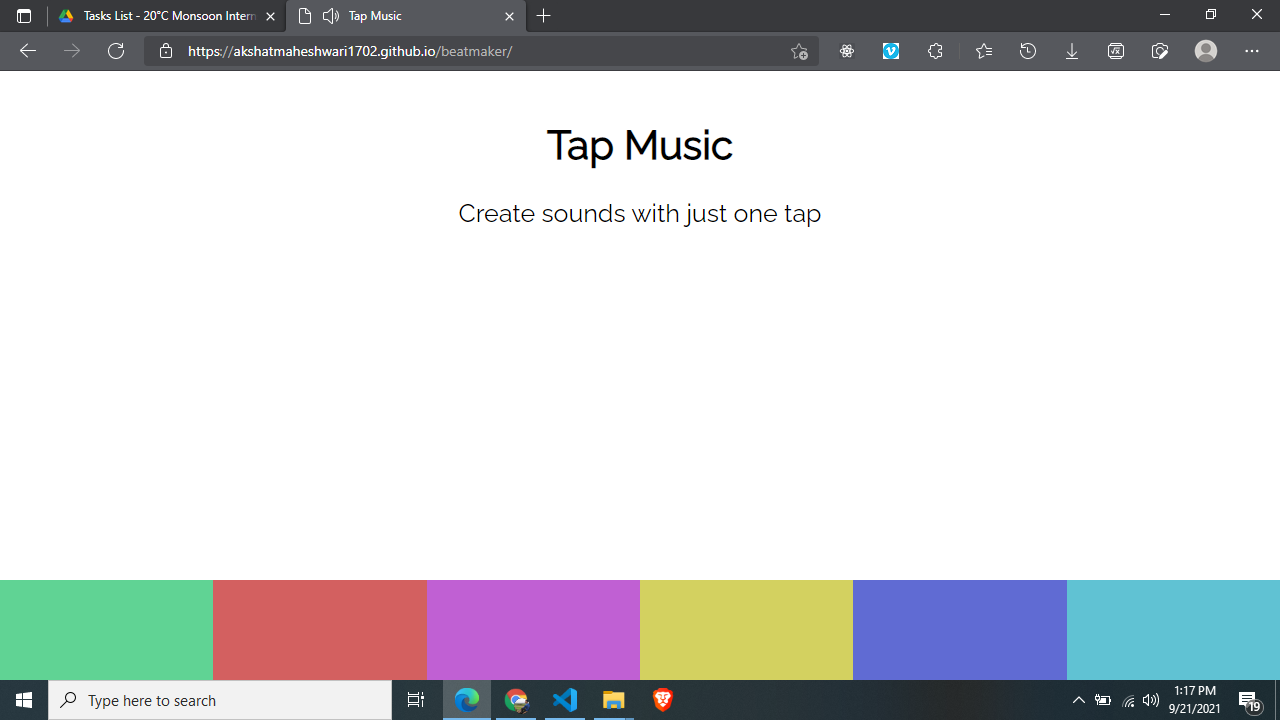 Tasks List - 20°C Monsoon Intern
Tap Music
https://akshatmaheshwari1702.github.io/beatmaker/
Tap Music
Create sounds with just one tap
Type here to search
1:17 PM
9/21/2021
19